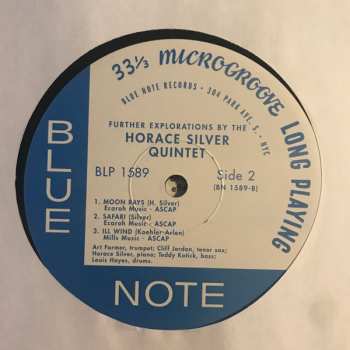 33⅓ MICROGROOVE LONG PLAYING
BLUE NOTE RECORDS • 304 PARK AVE. S. • NYC
FURTHER EXPLORATIONS BY THE
HORACE SILVER
QUINTET
BLP 1589
Side 2
(BN 1589-B)
1. MOON RAYS (H. Silver)
Ecaroh Music - ASCAP
2. SAFARI (Silver)
Ecaroh Music - ASCAP
3. ILL WIND (Koehler-Arlen)
Mills Music - ASCAP
Art Farmer, trumpet; Cliff Jordan, tenor sax;
Horace Silver, piano; Teddy Kotick, bass;
Louis Hayes, drums.
BLUE
NOTE